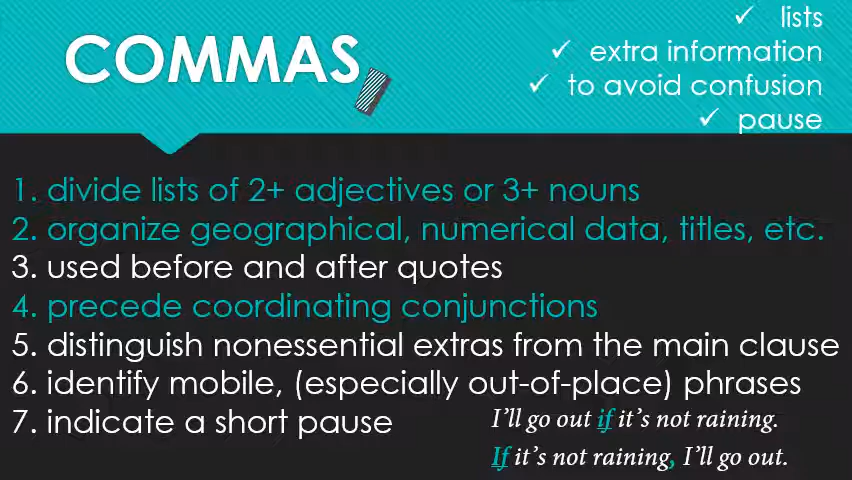 COMMAS
✓ lists
✓ extra information
✓ to avoid confusion
✓ pause
1. divide lists of 2+ adjectives or 3+ nouns
2. organize geographical, numerical data, titles, etc.
3. used before and after quotes
4. precede coordinating conjunctions
5. distinguish nonessential extras from the main clause
6. identify mobile, (especially out-of-place) phrases
7. indicate a short pause
I’ll go out if it’s not raining.
If it’s not raining, I’ll go out.